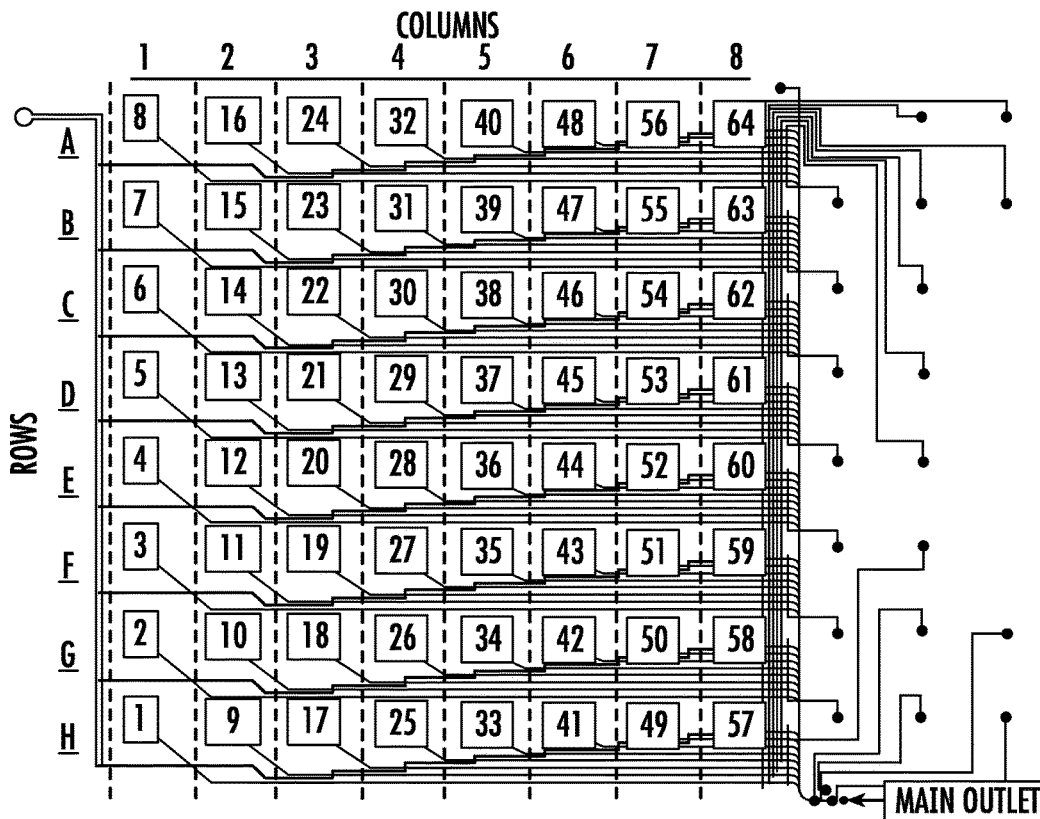 COLUMNS
1 2 3 4 5 6 7 8
ROWS
A 8 16 24 32 40 48 56 64
B 7 15 23 31 39 47 55 63
C 6 14 22 30 38 46 54 62
D 5 13 21 29 37 45 53 61
E 4 12 20 28 36 44 52 60
F 3 11 19 27 35 43 51 59
G 2 10 18 26 34 42 50 58
H 1 9 17 25 33 41 49 57
MAIN OUTLET